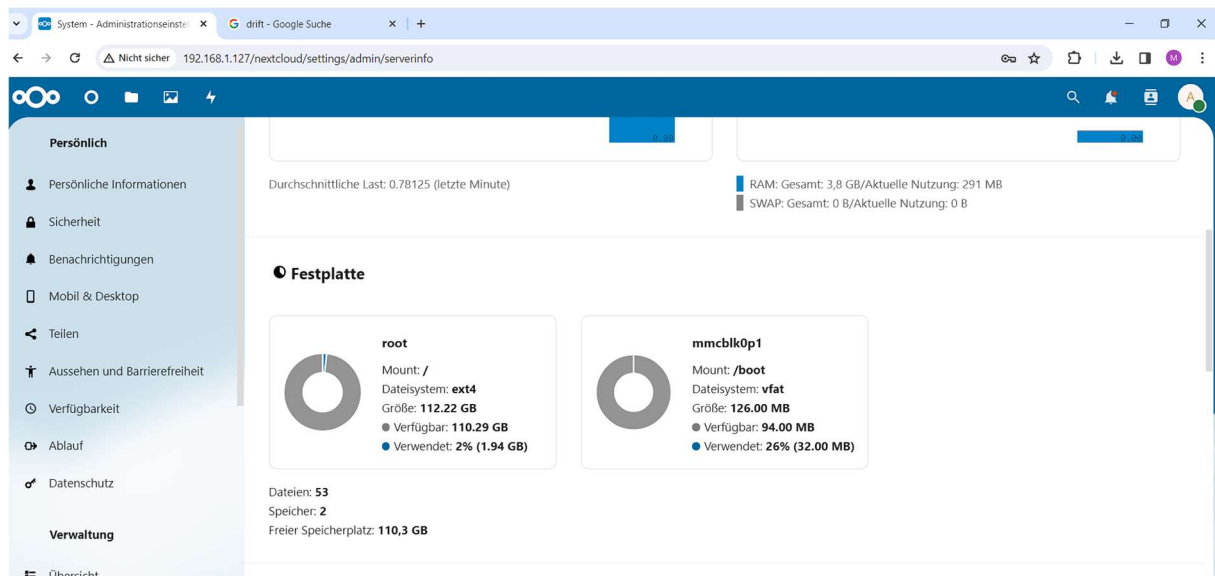 System - Administrationseinste
drift - Google Suche
Nicht sicher
192.168.1.127/nextcloud/settings/admin/serverinfo
M
A
Persönlich
Persönliche Informationen
Sicherheit
Benachrichtigungen
Mobil & Desktop
Teilen
Aussehen und Barrierefreiheit
Verfügbarkeit
Ablauf
Datenschutz
Verwaltung
Übersicht
0.00
0.00
Durchschnittliche Last: 0.78125 (letzte Minute)
RAM: Gesamt: 3,8 GB/Aktuelle Nutzung: 291 MB
SWAP: Gesamt: 0 B/Aktuelle Nutzung: 0 B
Festplatte
root
Mount: /
Dateisystem: ext4
Größe: 112.22 GB
Verfügbar: 110.29 GB
Verwendet: 2% (1.94 GB)
mmcblk0p1
Mount: /boot
Dateisystem: vfat
Größe: 126.00 MB
Verfügbar: 94.00 MB
Verwendet: 26% (32.00 MB)
Dateien: 53
Speicher: 2
Freier Speicherplatz: 110,3 GB